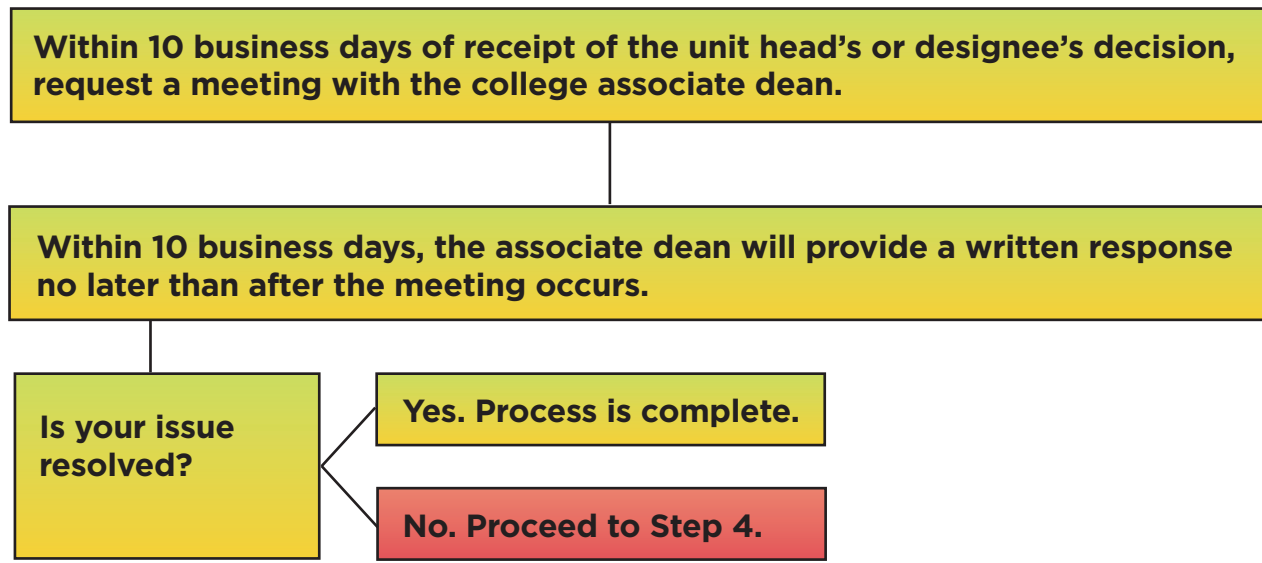 Within 10 business days of receipt of the unit head’s or designee’s decision,
request a meeting with the college associate dean.
Within 10 business days, the associate dean will provide a written response
no later than after the meeting occurs.
Is your issue
resolved?
Yes. Process is complete.
No. Proceed to Step 4.